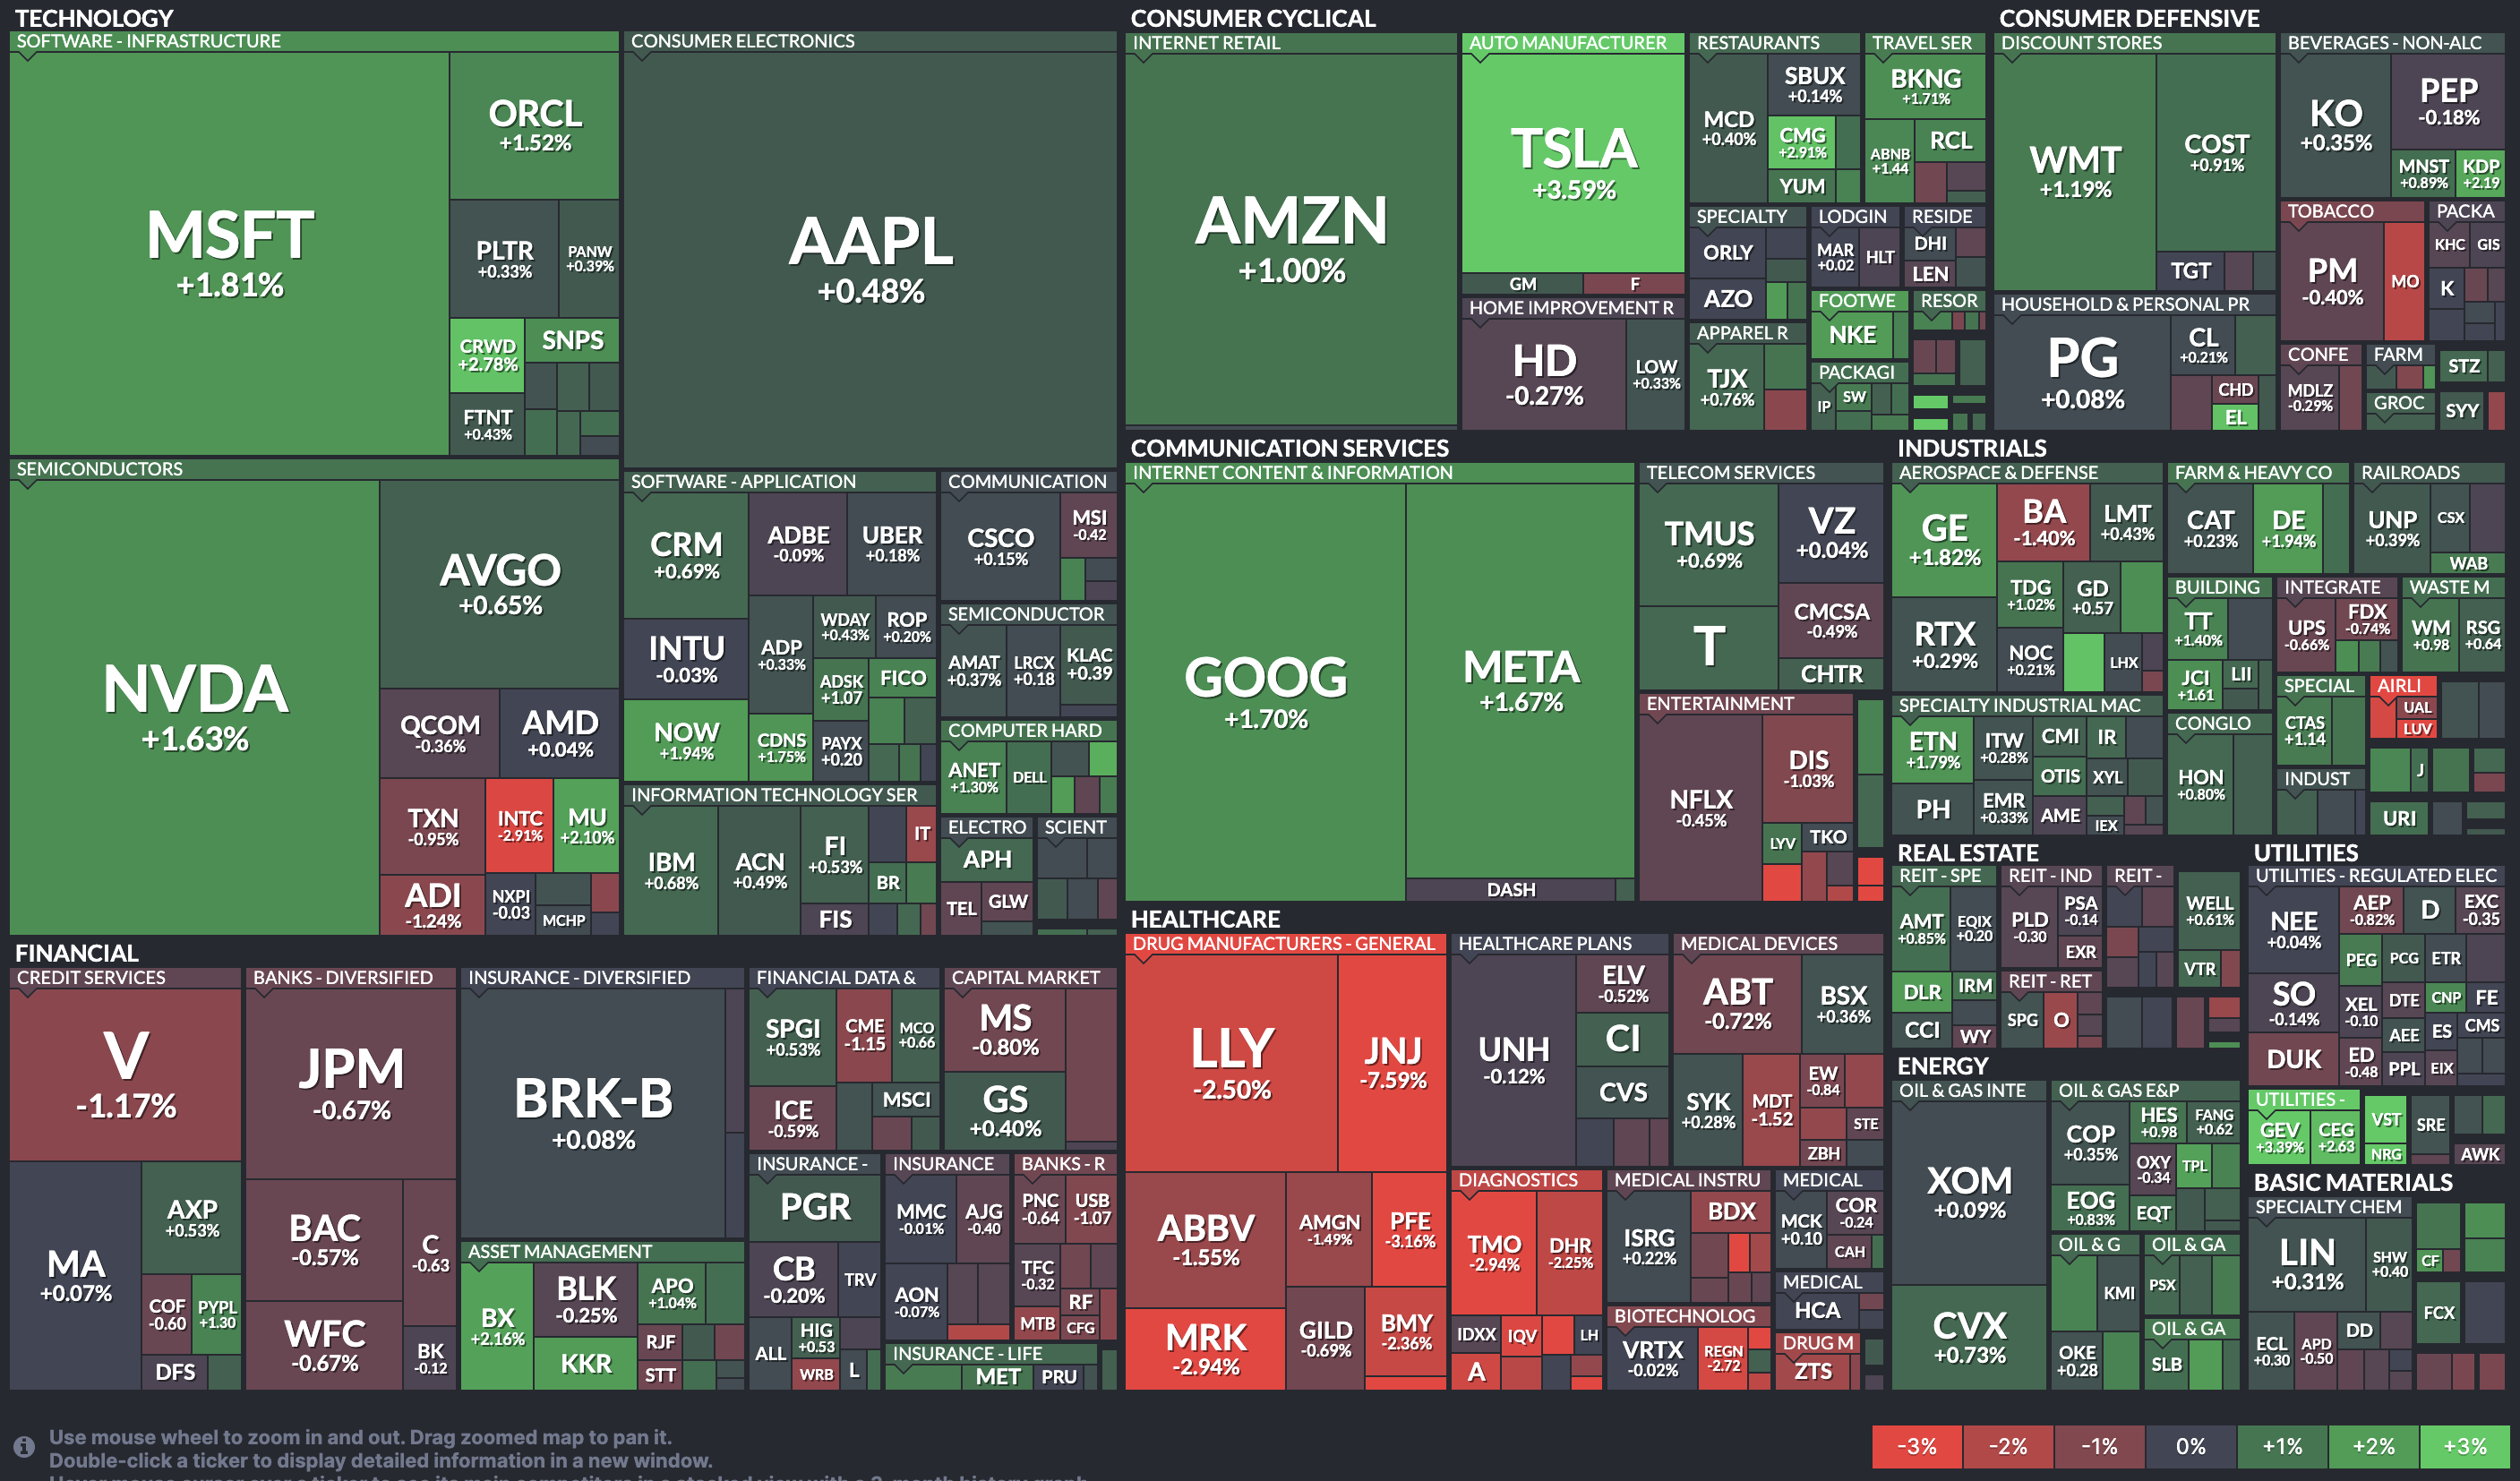 TECHNOLOGY
SOFTWARE - INFRASTRUCTURE
MSFT
+1.81%
ORCL
+1.52%
PLTR
+0.33%
PANW
+0.39%
CRWD
+2.78%
SNPS
FTNT
+0.43%
CONSUMER ELECTRONICS
AAPL
+0.48%
SEMICONDUCTORS
NVDA
+1.63%
AVGO
+0.65%
QCOM
-0.36%
AMD
+0.04%
TXN
-0.95%
INTC
-2.91%
MU
+2.10%
ADI
-1.24%
NXPI
-0.03
MCHP
SOFTWARE - APPLICATION
CRM
+0.69%
ADBE
-0.09%
UBER
+0.18%
INTU
-0.03%
ADP
+0.33%
WDAY
+0.43%
ROP
+0.20%
ADSK
+1.07
FICO
NOW
+1.94%
CDNS
+1.75%
PAYX
+0.20
COMMUNICATION
CSCO
+0.15%
MSI
-0.42
SEMICONDUCTOR
AMAT
+0.37%
LRCX
+0.18
KLAC
+0.39
COMPUTER HARD
ANET
+1.30%
DELL
INFORMATION TECHNOLOGY SER
IBM
+0.68%
ACN
+0.49%
FI
+0.53%
IT
BR
FIS
ELECTRO
APH
TEL
GLW
SCIENT
CONSUMER CYCLICAL
INTERNET RETAIL
AMZN
+1.00%
AUTO MANUFACTURER
TSLA
+3.59%
GM
F
HOME IMPROVEMENT R
HD
-0.27%
LOW
+0.33%
RESTAURANTS
MCD
+0.40%
SBUX
+0.14%
CMG
+2.91%
YUM
TRAVEL SER
BKNG
+1.71%
ABNB
+1.44
RCL
SPECIALTY
ORLY
AZO
LODGIN
MAR
+0.02
HLT
RESIDE
DHI
LEN
APPAREL R
TJX
+0.76%
FOOTWE
NKE
RESOR
PACKAGI
IP
SW
CONSUMER DEFENSIVE
DISCOUNT STORES
WMT
+1.19%
COST
+0.91%
TGT
BEVERAGES - NON-ALC
KO
+0.35%
PEP
-0.18%
MNST
+0.89%
KDP
+2.19
HOUSEHOLD & PERSONAL PR
PG
+0.08%
CL
+0.21%
CHD
EL
TOBACCO
PM
-0.40%
MO
PACKA
KHC
GIS
K
CONFE
MDLZ
-0.29%
FARM
GROC
STZ
SYY
COMMUNICATION SERVICES
INTERNET CONTENT & INFORMATION
GOOG
+1.70%
META
+1.67%
DASH
TELECOM SERVICES
TMUS
+0.69%
VZ
+0.04%
T
CMCSA
-0.49%
CHTR
ENTERTAINMENT
NFLX
-0.45%
DIS
-1.03%
LYV
TKO
INDUSTRIALS
AEROSPACE & DEFENSE
GE
+1.82%
BA
-1.40%
LMT
+0.43%
RTX
+0.29%
TDG
+1.02%
GD
+0.57
NOC
+0.21%
LHX
FARM & HEAVY CO
CAT
+0.23%
DE
+1.94%
RAILROADS
UNP
+0.39%
CSX
WAB
BUILDING
TT
+1.40%
JCI
+1.61
LII
INTEGRATE
UPS
-0.66%
FDX
-0.74%
WASTE M
WM
+0.98
RSG
+0.64
SPECIALTY INDUSTRIAL MAC
ETN
+1.79%
ITW
+0.28%
CMI
IR
OTIS
XYL
PH
EMR
+0.33%
AME
IEX
CONGLO
HON
+0.80%
SPECIAL
CTAS
+1.14
AIRLI
UAL
LUV
INDUST
J
URI
FINANCIAL
CREDIT SERVICES
V
-1.17%
MA
+0.07%
AXP
+0.53%
COF
-0.60
PYPL
+1.30
DFS
BANKS - DIVERSIFIED
JPM
-0.67%
BAC
-0.57%
C
-0.63
WFC
-0.67%
BK
-0.12
INSURANCE - DIVERSIFIED
BRK-B
+0.08%
ASSET MANAGEMENT
BX
+2.16%
BLK
-0.25%
APO
+1.04%
KKR
RJF
STT
FINANCIAL DATA &
SPGI
+0.53%
CME
-1.15
MCO
+0.66
ICE
-0.59%
MSCI
CAPITAL MARKET
MS
-0.80%
GS
+0.40%
INSURANCE -
PGR
CB
-0.20%
TRV
ALL
HIG
+0.53
WRB
L
INSURANCE
MMC
-0.01%
AJG
-0.40
AON
-0.07%
BANKS - R
PNC
-0.64
USB
-1.07
TFC
-0.32
RF
MTB
CFG
INSURANCE - LIFE
MET
PRU
HEALTHCARE
DRUG MANUFACTURERS - GENERAL
LLY
-2.50%
JNJ
-7.59%
ABBV
-1.55%
AMGN
-1.49%
PFE
-3.16%
MRK
-2.94%
GILD
-0.69%
BMY
-2.36%
HEALTHCARE PLANS
UNH
-0.12%
ELV
-0.52%
CI
CVS
MEDICAL DEVICES
ABT
-0.72%
BSX
+0.36%
SYK
+0.28%
MDT
-1.52
EW
-0.84
STE
ZBH
DIAGNOSTICS
TMO
-2.94%
DHR
-2.25%
IDXX
IQV
LH
A
MEDICAL INSTRU
ISRG
+0.22%
BDX
MEDICAL
MCK
+0.10
COR
-0.24
CAH
MEDICAL
HCA
BIOTECHNOLOG
VRTX
-0.02%
REGN
-2.72
DRUG M
ZTS
REAL ESTATE
REIT - SPE
AMT
+0.85%
EQIX
+0.20
DLR
IRM
CCI
WY
REIT - IND
PLD
-0.30
PSA
-0.14
EXR
REIT - RET
SPG
O
REIT -
WELL
+0.61%
VTR
UTILITIES
UTILITIES - REGULATED ELEC
NEE
+0.04%
AEP
-0.82%
D
EXC
-0.35
PEG
PCG
ETR
SO
-0.14%
XEL
-0.10
DTE
CNP
FE
AEE
ES
CMS
DUK
ED
-0.48
PPL
EIX
UTILITIES -
GEV
+3.39%
CEG
+2.63
VST
NRG
SRE
AWK
ENERGY
OIL & GAS INTE
XOM
+0.09%
CVX
+0.73%
OIL & GAS E&P
COP
+0.35%
HES
+0.98
FANG
+0.62
OXY
-0.34
TPL
EOG
+0.83%
EQT
OIL & G
KMI
OKE
+0.28
OIL & GA
PSX
OIL & GA
SLB
BASIC MATERIALS
SPECIALTY CHEM
LIN
+0.31%
SHW
+0.40
ECL
+0.30
APD
-0.50
DD
CF
FCX
Use mouse wheel to zoom in and out. Drag zoomed map to pan it.
Double-click a ticker to display detailed information in a new window.
-3%
-2%
-1%
0%
+1%
+2%
+3%